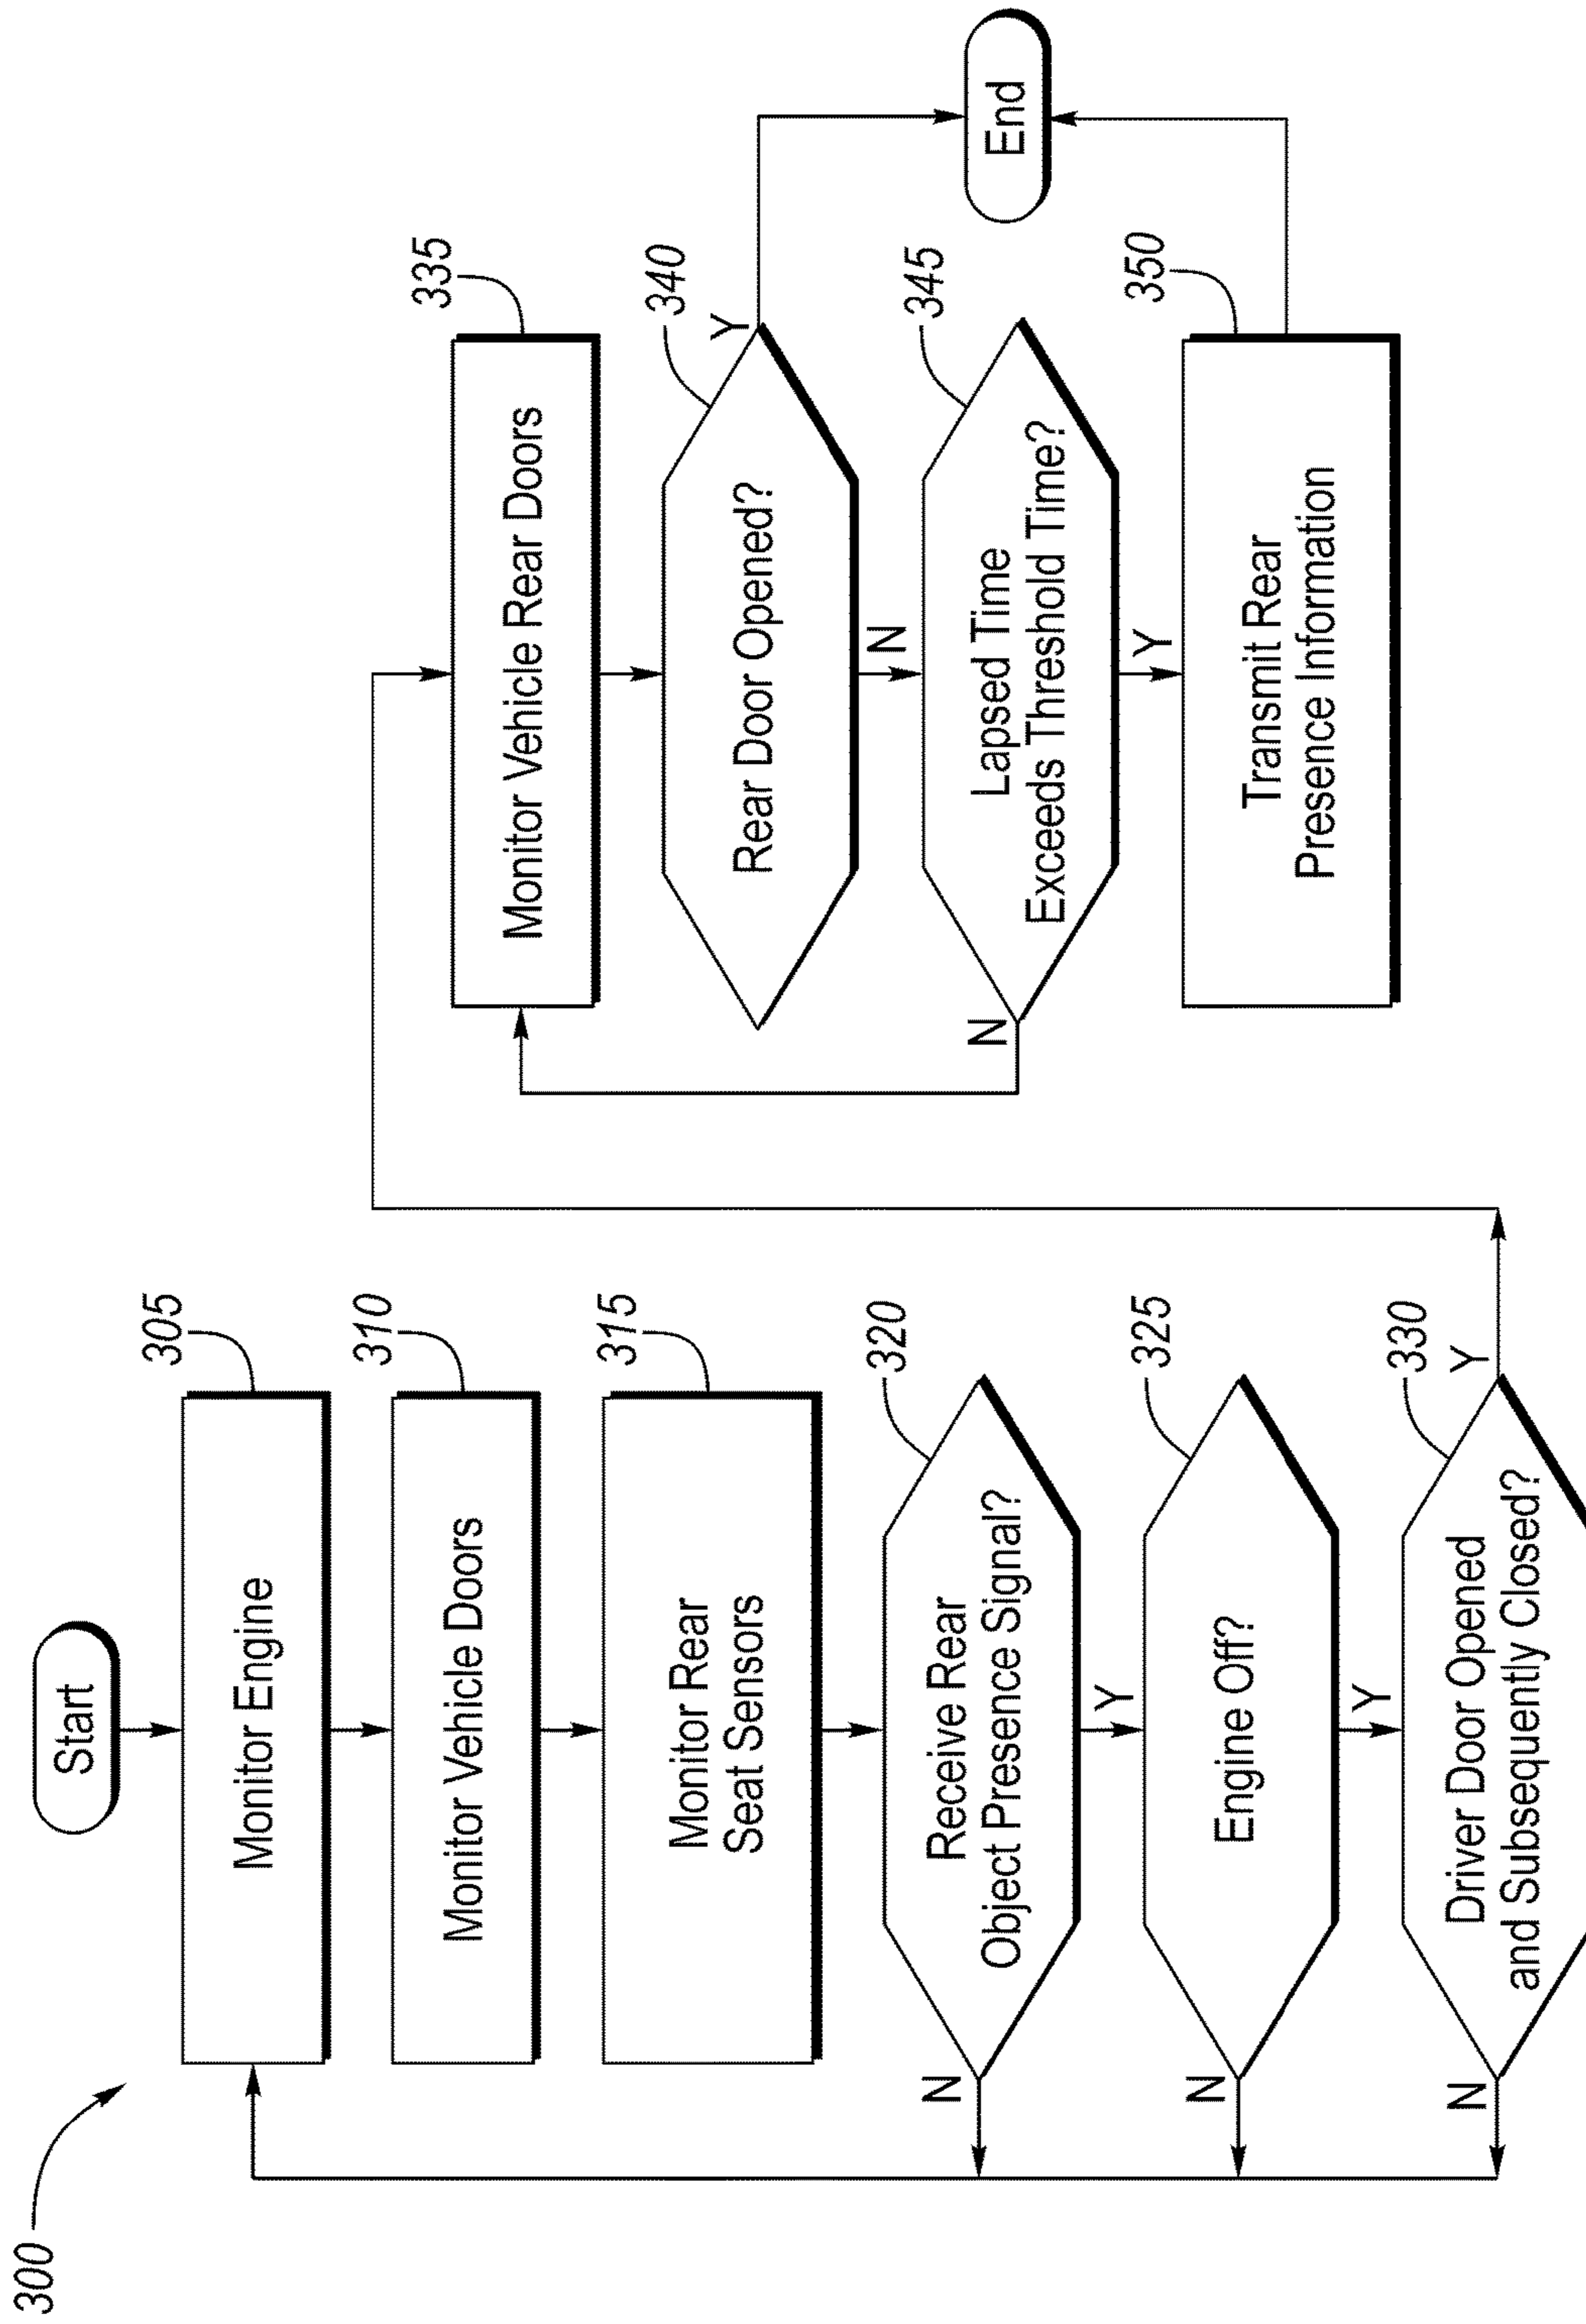 300
Start
Monitor Engine
305
Monitor Vehicle Doors
310
Monitor Rear
Seat Sensors
315
Receive Rear
Object Presence Signal?
320
N
Y
Engine Off?
325
N
Y
Driver Door Opened
and Subsequently Closed?
330
N
Y
Monitor Vehicle Rear Doors
335
Rear Door Opened?
340
Y
N
Lapsed Time
Exceeds Threshold Time?
345
N
Y
Transmit Rear
Presence Information
350
End